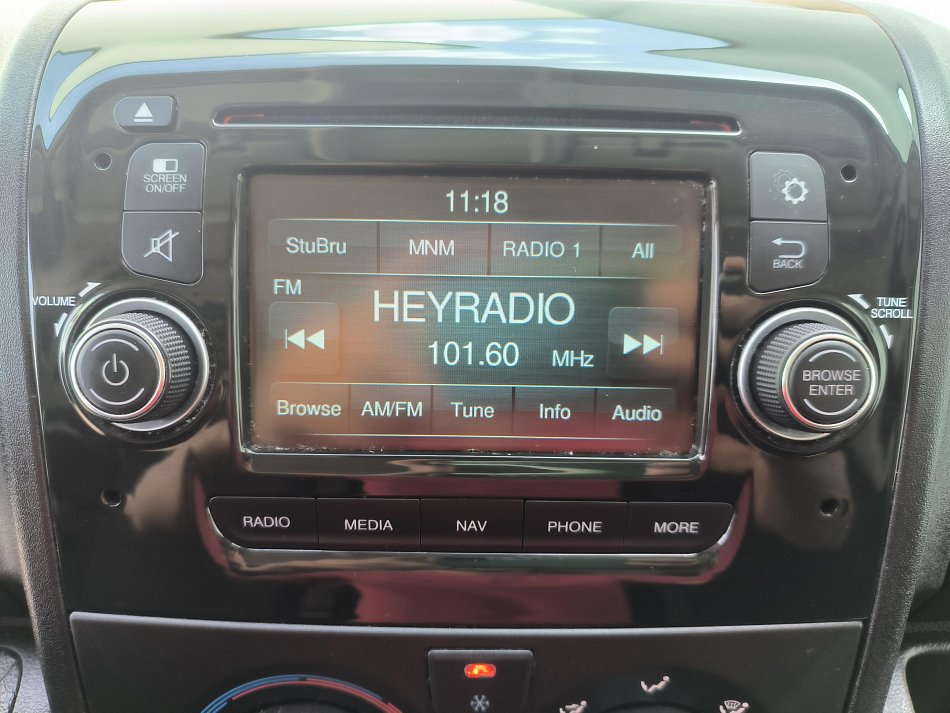 SCREEN
ON/OFF
11:18
StuBru MNM RADIO 1 All
FM
HEYRADIO
101.60 MHz
Browse AM/FM Tune Info Audio
VOLUME
BACK
TUNE
SCROLL
BROWSE
ENTER
RADIO MEDIA NAV PHONE MORE